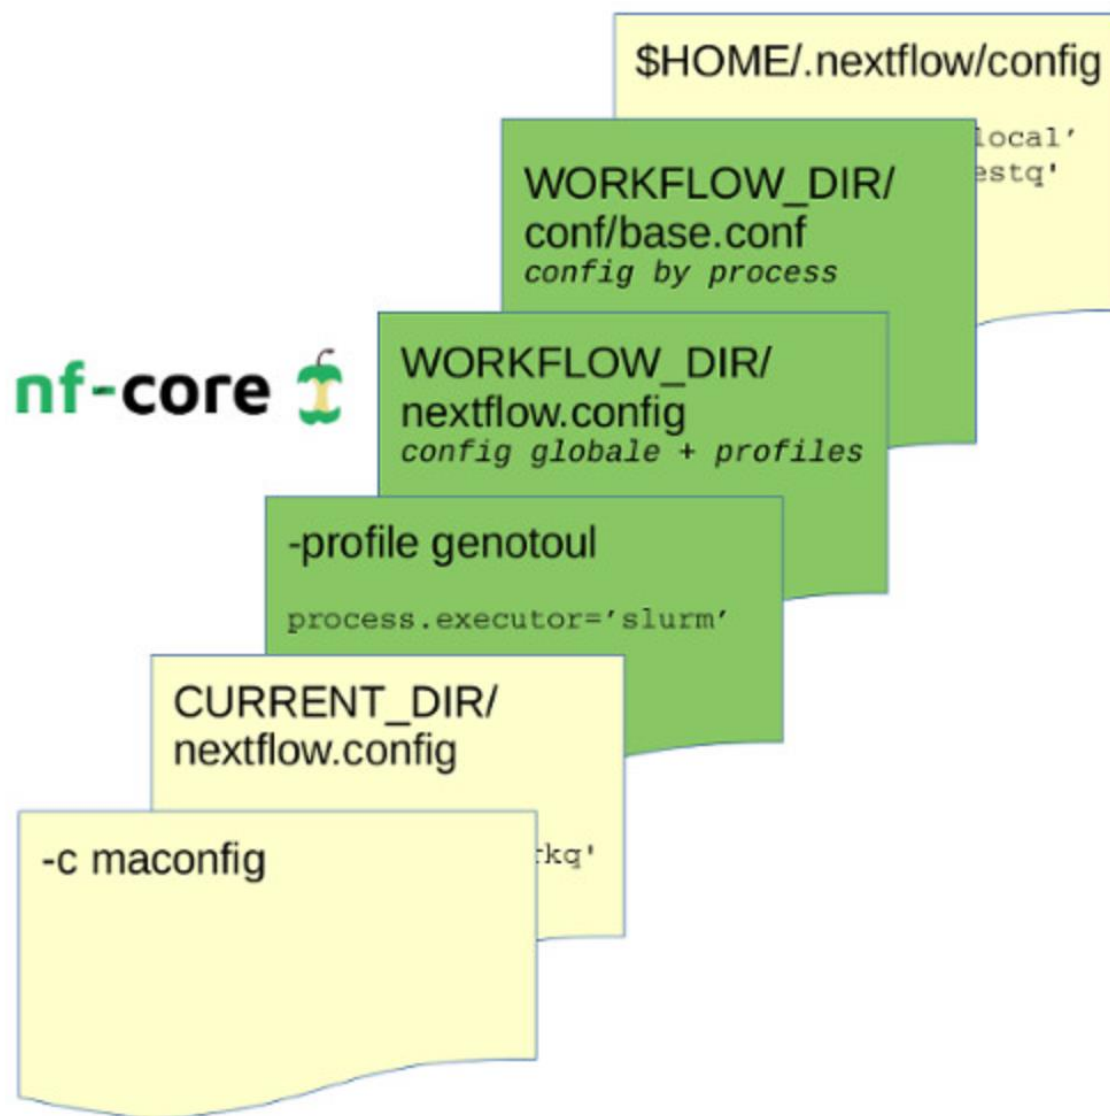 $HOME/.nextflow/config
local’
estq'
WORKFLOW_DIR/
conf/base.conf
config by process
nf-core
WORKFLOW_DIR/
nextflow.config
config globale + profiles
-profile genotoul
process.executor=’slurm’
CURRENT_DIR/
nextflow.config
rkq'
-c maconfig